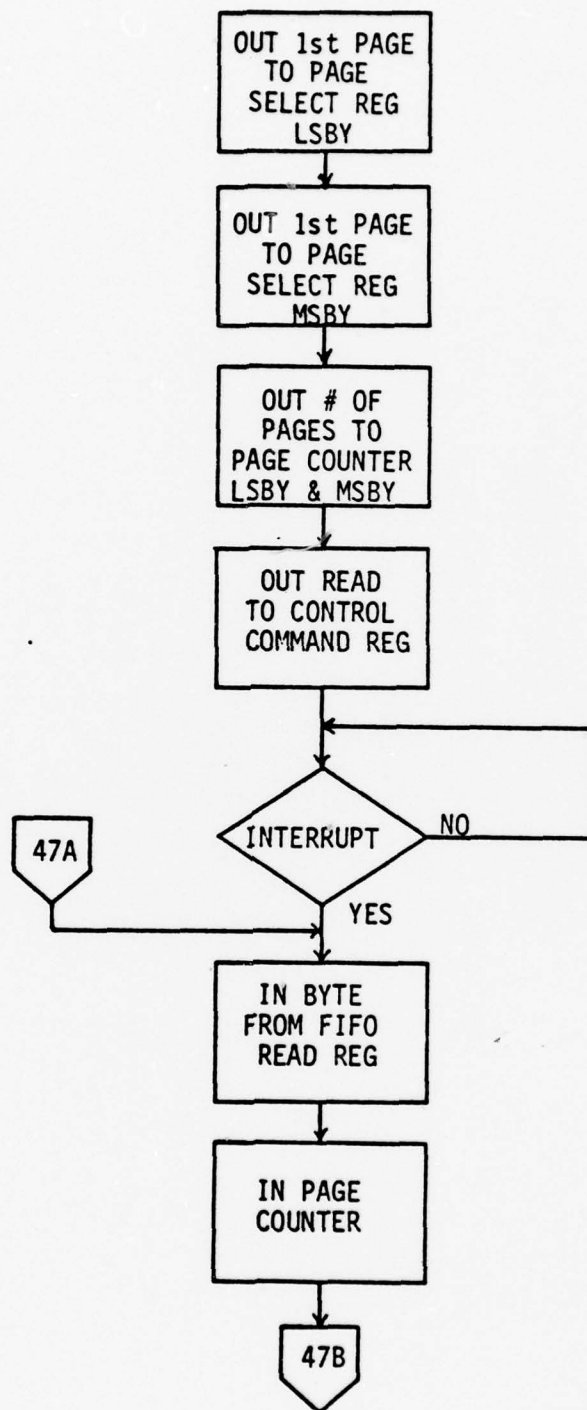 OUT 1st PAGE
TO PAGE
SELECT REG
LSBY
OUT 1st PAGE
TO PAGE
SELECT REG
MSBY
OUT # OF
PAGES TO
PAGE COUNTER
LSBY & MSBY
OUT READ
TO CONTROL
COMMAND REG
INTERRUPT
NO
47A
YES
IN BYTE
FROM FIFO
READ REG
IN PAGE
COUNTER
47B